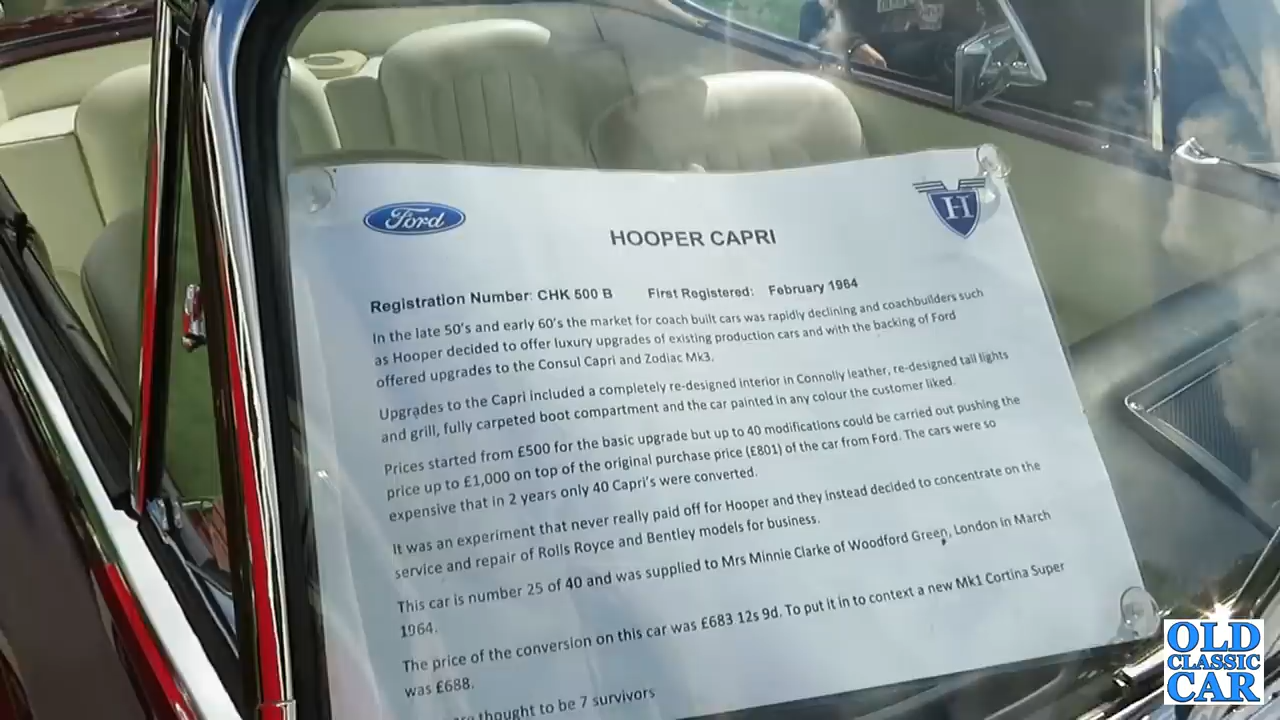 Ford
H
HOOPER CAPRI
Registration Number: CHK 500 B First Registered: February 1964
In the late 50's and early 60's the market for coach built cars was rapidly declining and coachbuilders such
as Hooper decided to offer luxury upgrades of existing production cars and with the backing of Ford
offered upgrades to the Consul Capri and Zodiac Mk3.
Upgrades to the Capri included a completely re-designed interior in Connolly leather, re-designed tail lights
and grill, fully carpeted boot compartment and the car painted in any colour the customer liked.
Prices started from £500 for the basic upgrade but up to 40 modifications could be carried out pushing the
price up to £1,000 on top of the original purchase price (£801) of the car from Ford. The cars were so
expensive that in 2 years only 40 Capri's were converted.
It was an experiment that never really paid off for Hooper and they instead decided to concentrate on the
service and repair of Rolls Royce and Bentley models for business.
This car is number 25 of 40 and was supplied to Mrs Minnie Clarke of Woodford Green, London in March
1964.
The price of the conversion on this car was £683 12s 9d. To put it in to context a new Mk1 Cortina Super
was £688.
thought to be 7 survivors
OLD
CLASSIC
CAR